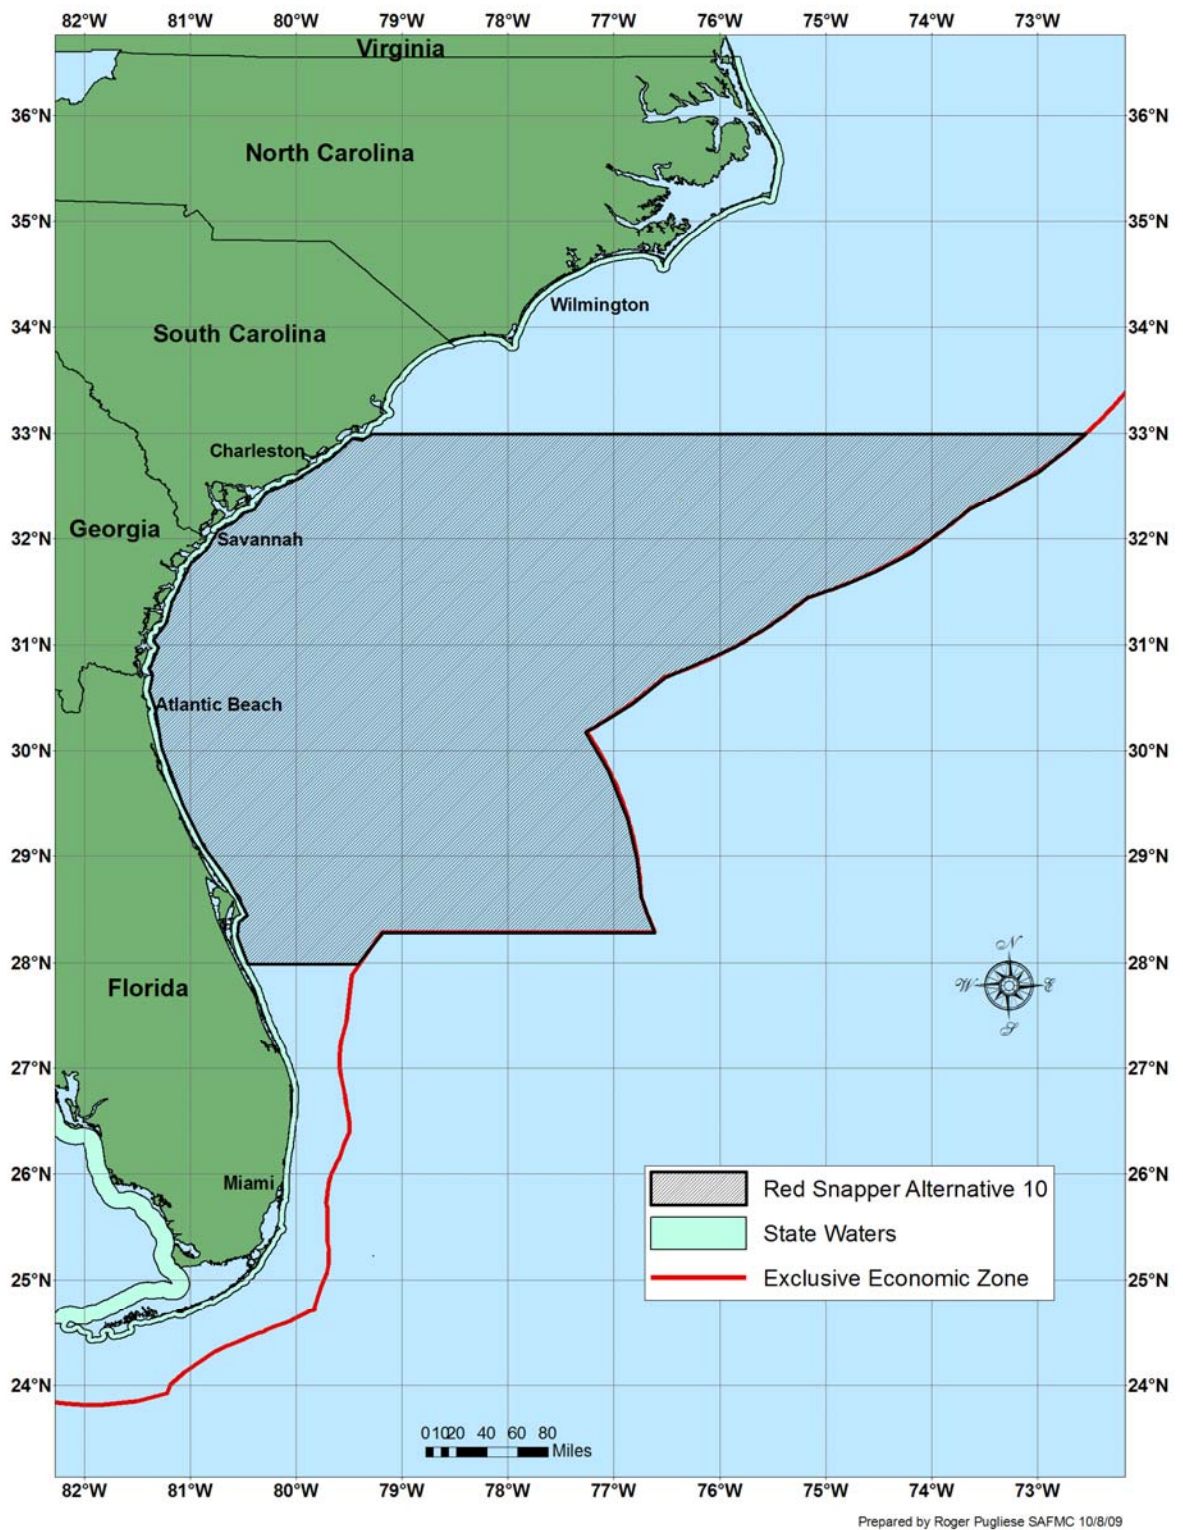 82°W 81°W 80°W 79°W 78°W 77°W 76°W 75°W 74°W 73°W
Virginia
36°N 36°N
North Carolina
35°N 35°N
Wilmington
34°N South Carolina 34°N
33°N 33°N
Charleston
Georgia
32°N Savannah 32°N
31°N 31°N
Atlantic Beach
30°N 30°N
29°N 29°N
N
28°N 28°N
Florida
W E
S
27°N 27°N
26°N 26°N
Miami
Red Snapper Alternative 10
State Waters
25°N Exclusive Economic Zone 25°N
24°N 24°N
0 10 20 40 60 80
Miles
82°W 81°W 80°W 79°W 78°W 77°W 76°W 75°W 74°W 73°W
Prepared by Roger Pugliese SAFMC 10/8/09